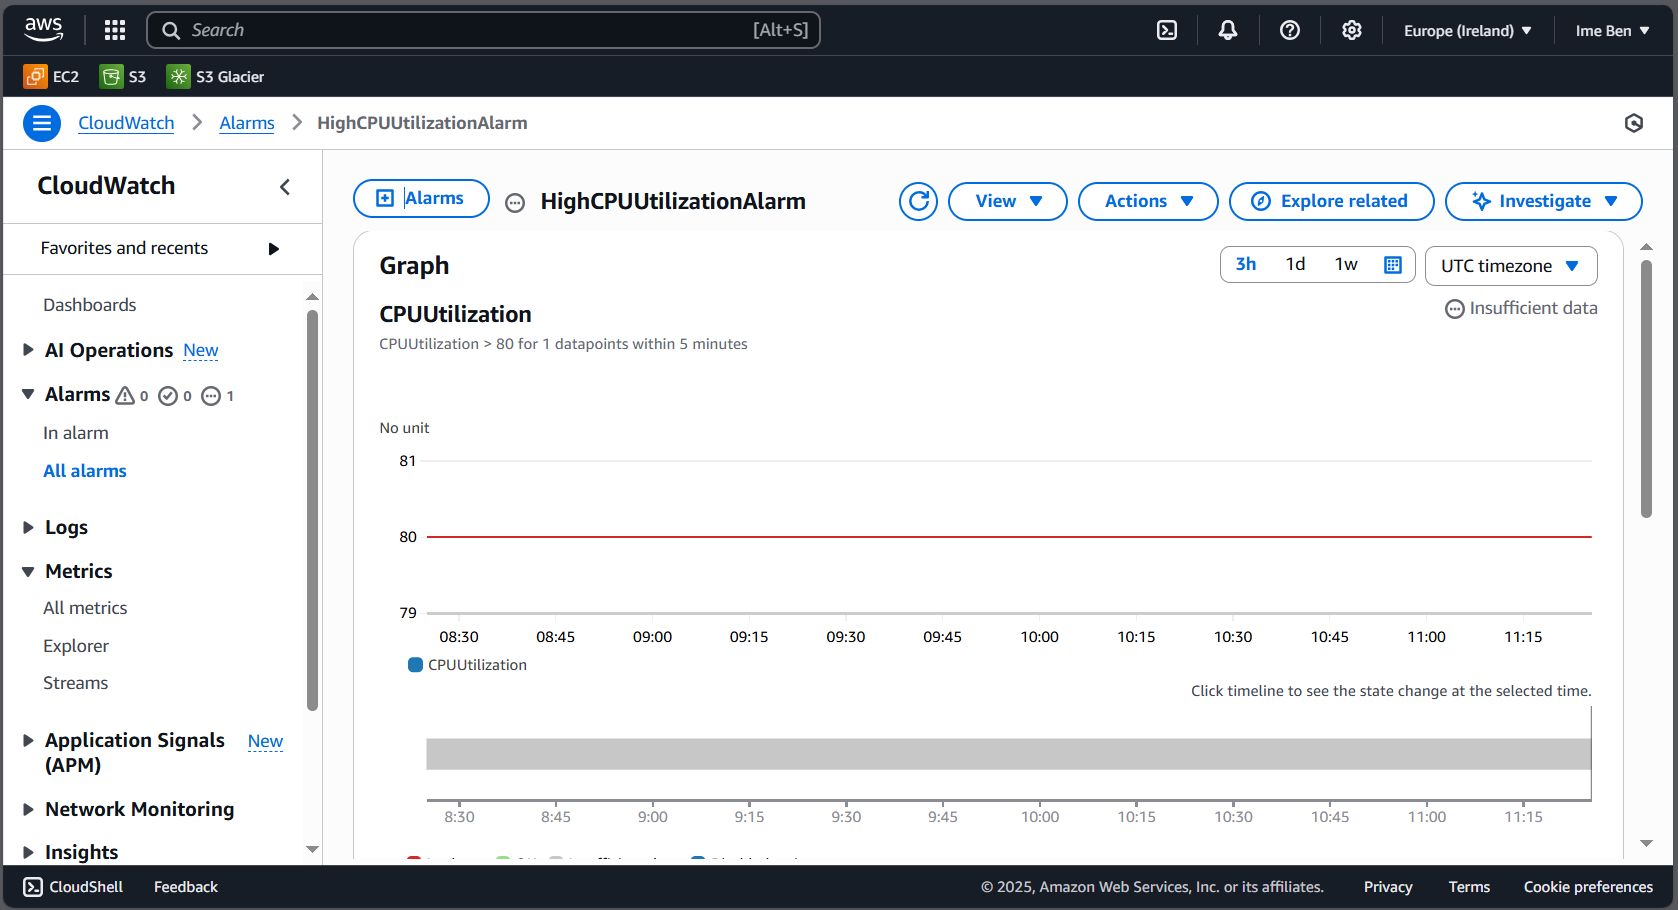 aws
Search [Alt+S]
Europe (Ireland)
Ime Ben
EC2 S3 S3 Glacier
CloudWatch Alarms HighCPUUtilizationAlarm
CloudWatch
Favorites and recents
Dashboards
AI Operations New
Alarms 0 0 1
In alarm
All alarms
Logs
Metrics
All metrics
Explorer
Streams
Application Signals New
(APM)
Network Monitoring
Insights
Alarms
HighCPUUtilizationAlarm
View Actions Explore related Investigate
Graph
3h 1d 1w
UTC timezone
CPUUtilization
Insufficient data
CPUUtilization > 80 for 1 datapoints within 5 minutes
No unit
81
80
79
08:30 08:45 09:00 09:15 09:30 09:45 10:00 10:15 10:30 10:45 11:00 11:15
CPUUtilization
Click timeline to see the state change at the selected time.
8:30 8:45 9:00 9:15 9:30 9:45 10:00 10:15 10:30 10:45 11:00 11:15
CloudShell Feedback
© 2025, Amazon Web Services, Inc. or its affiliates. Privacy Terms Cookie preferences